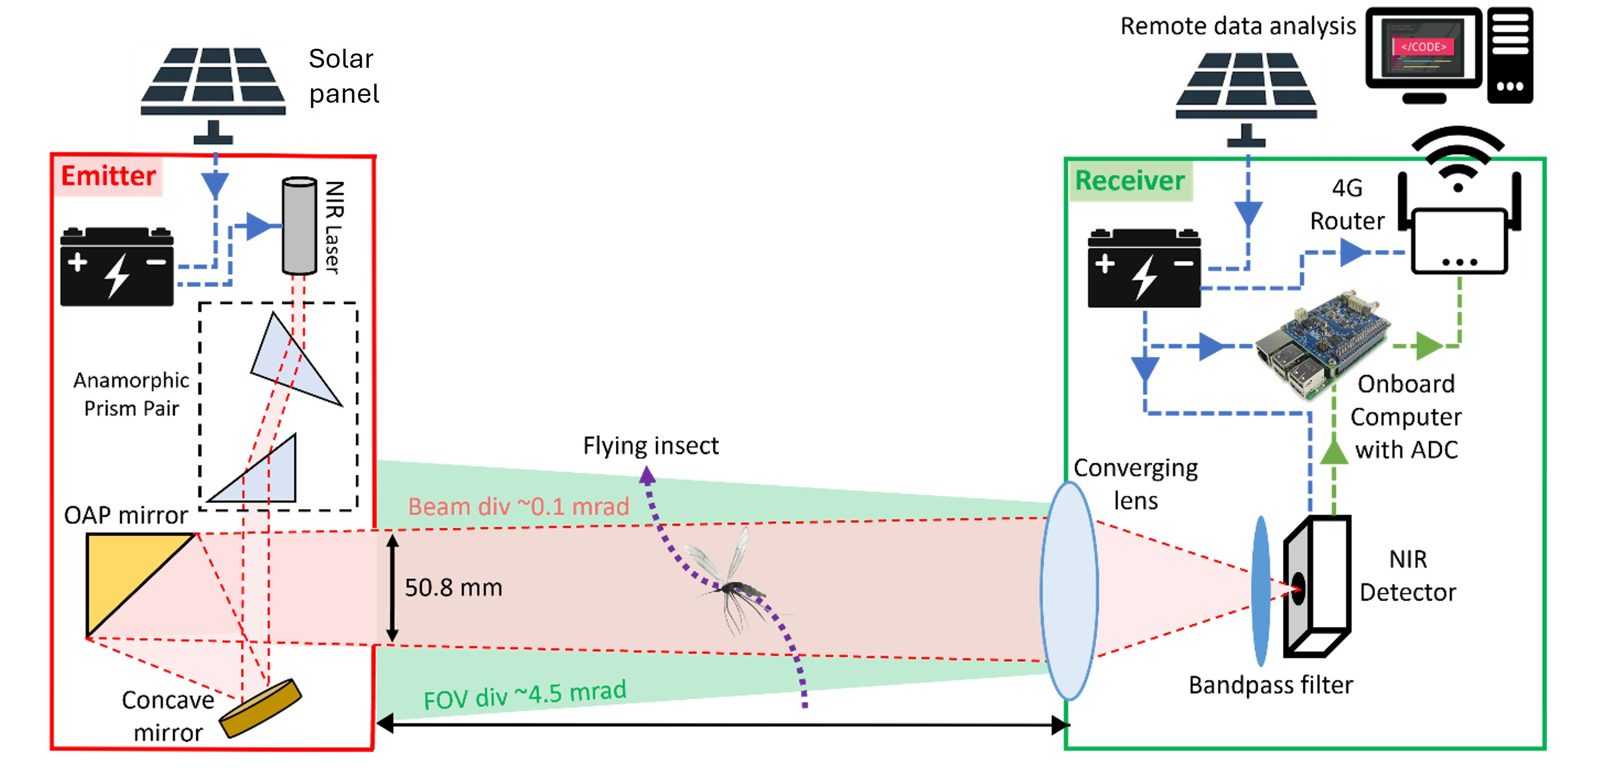 Remote data analysis
</CODE>
Solar
panel
Emitter
NIR Laser
+ −
Anamorphic
Prism Pair
OAP mirror
Concave
mirror
Flying insect
Beam div ~0.1 mrad
50.8 mm
FOV div ~4.5 mrad
Receiver
4G
Router
+ −
Onboard
Computer
with ADC
Converging
lens
NIR
Detector
Bandpass filter